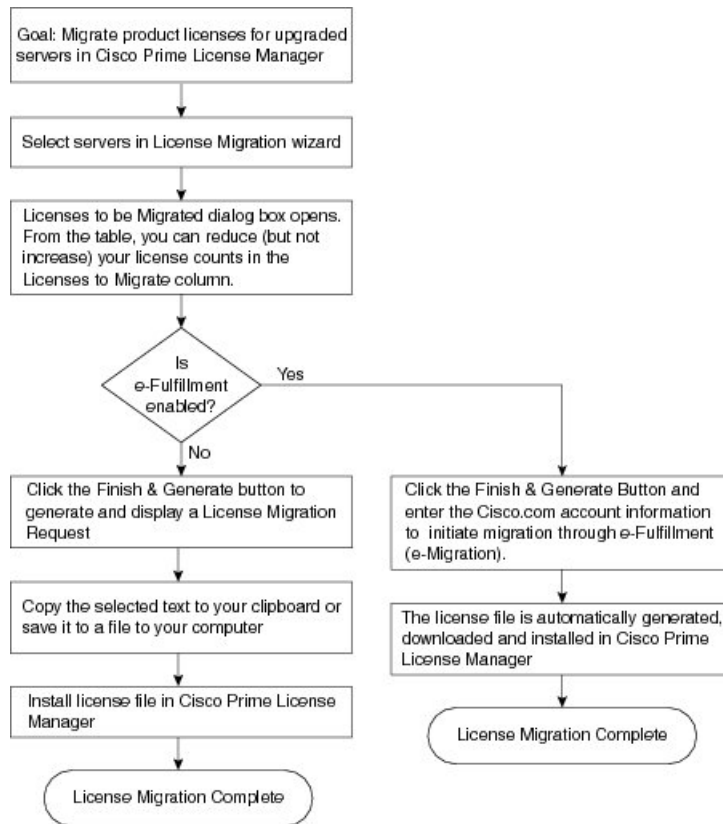 Goal: Migrate product licenses for upgraded
servers in Cisco Prime License Manager
Select servers in License Migration wizard
Licenses to be Migrated dialog box opens.
From the table, you can reduce (but not
increase) your license counts in the
Licenses to Migrate column.
Is
e-Fulfillment
enabled?
Yes
No
Click the Finish & Generate button to
generate and display a License Migration
Request
Copy the selected text to your clipboard or
save it to a file to your computer
Install license file in Cisco Prime License
Manager
License Migration Complete
Click the Finish & Generate Button and
enter the Cisco.com account information
to initiate migration through e-Fulfillment
(e-Migration).
The license file is automatically generated,
downloaded and installed in Cisco Prime
License Manager
License Migration Complete